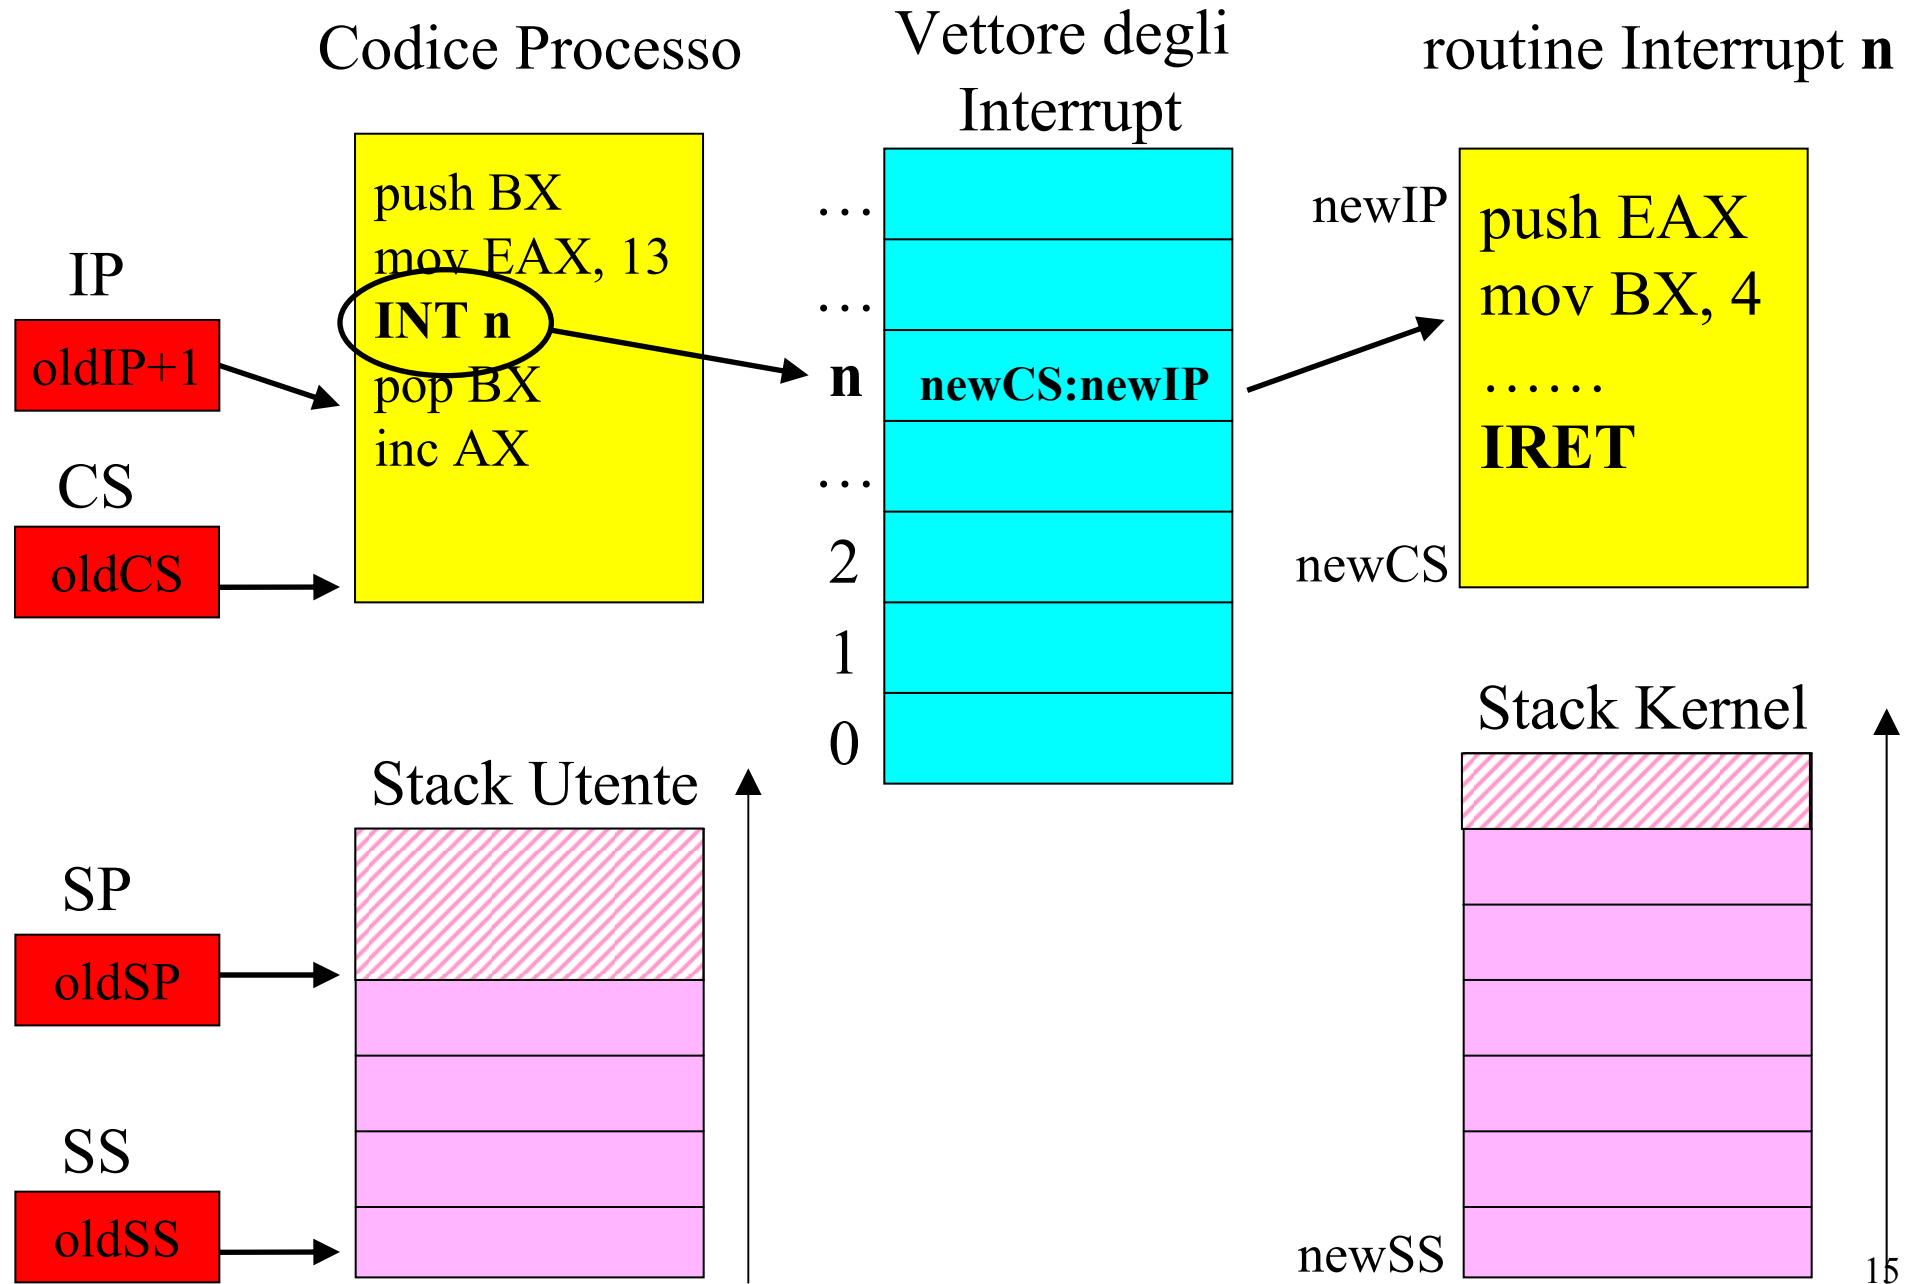 Codice Processo
Vettore degli
Interrupt
routine Interrupt n
push BX
mov EAX, 13
INT n
pop BX
inc AX
IP
oldIP+1
CS
oldCS
…
…
n
newCS:newIP
…
2
1
0
newIP
push EAX
mov BX, 4
……
IRET
newCS
Stack Utente
SP
oldSP
SS
oldSS
Stack Kernel
newSS
15